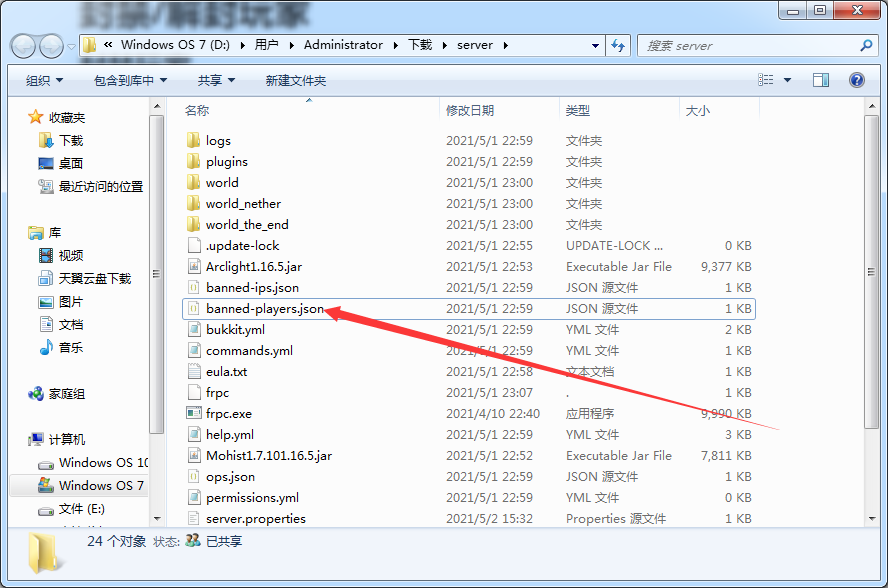 封禁/解封玩家
« Windows OS 7 (D:) ▸ 用户 ▸ Administrator ▸ 下载 ▸ server ▸
搜索 server
组织 包含到库中 共享 新建文件夹
名称 修改日期 类型 大小
收藏夹
下载
桌面
最近访问的位置
库
视频
天翼云盘下载
图片
文档
音乐
家庭组
计算机
Windows OS 10
Windows OS 7
文件 (E:)
logs 2021/5/1 22:59 文件夹
plugins 2021/5/1 22:59 文件夹
world 2021/5/1 23:00 文件夹
world_nether 2021/5/1 23:00 文件夹
world_the_end 2021/5/1 23:00 文件夹
.update-lock 2021/5/1 22:55 UPDATE-LOCK ... 0 KB
Arclight1.16.5.jar 2021/5/1 22:53 Executable Jar File 9,377 KB
banned-ips.json 2021/5/1 22:59 JSON 源文件 1 KB
banned-players.json 2021/5/1 22:59 JSON 源文件 1 KB
bukkit.yml 2021/5/1 22:59 YML 文件 2 KB
commands.yml 2021/5/1 22:59 YML 文件 1 KB
eula.txt 2021/5/1 22:58 文本文档 1 KB
frpc 2021/5/1 23:07 . 1 KB
frpc.exe 2021/4/10 22:40 应用程序 9,990 KB
help.yml 2021/5/1 22:59 YML 文件 3 KB
Mohist1.7.101.16.5.jar 2021/5/1 22:52 Executable Jar File 7,811 KB
ops.json 2021/5/1 22:59 JSON 源文件 1 KB
permissions.yml 2021/5/1 22:59 YML 文件 0 KB
server.properties 2021/5/2 15:32 Properties 源文件 1 KB
24 个对象 状态: 已共享